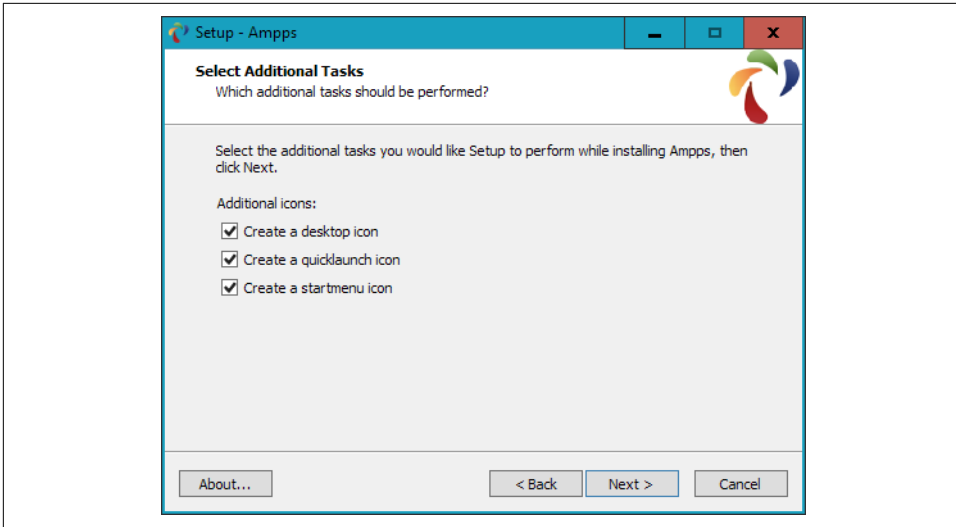 Setup - Ampps
Select Additional Tasks
Which additional tasks should be performed?
Select the additional tasks you would like Setup to perform while installing Ampps, then
click Next.
Additional icons:
Create a desktop icon
Create a quicklaunch icon
Create a startmenu icon
About... < Back Next > Cancel